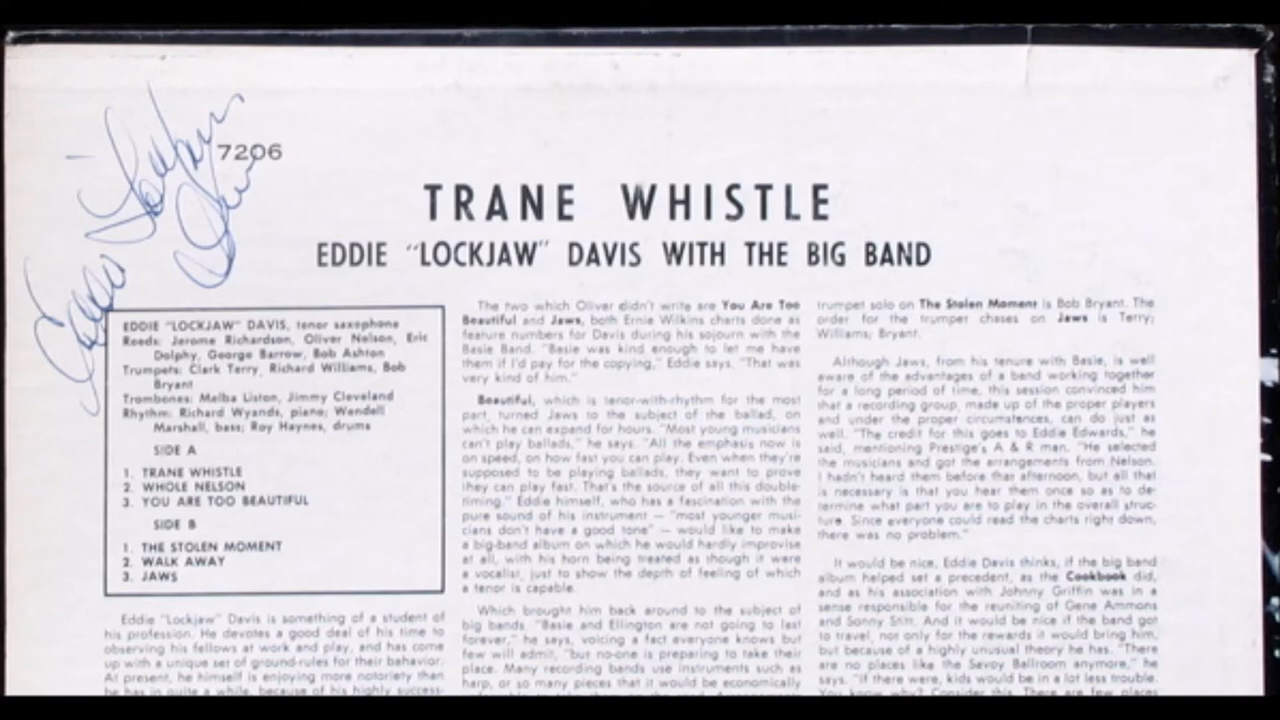 Eddie Lockjaw
Davis
7206
TRANE WHISTLE
EDDIE "LOCKJAW" DAVIS WITH THE BIG BAND
EDDIE "LOCKJAW" DAVIS, tenor saxophone
Reeds: Jerome Richardson, Oliver Nelson, Eric
Dolphy, George Barrow, Bob Ashton
Trumpets: Clark Terry, Richard Williams, Bob
Bryant
Trombones: Melba Liston, Jimmy Cleveland
Rhythm: Richard Wyands, piano; Wendell
Marshall, bass; Roy Haynes, drums
SIDE A
1. TRANE WHISTLE
2. WHOLE NELSON
3. YOU ARE TOO BEAUTIFUL
SIDE B
1. THE STOLEN MOMENT
2. WALK AWAY
3. JAWS
Eddie "Lockjaw" Davis is something of a student of
his profession. He devotes a good deal of his time to
observing his fellows at work and play, and has come
up with a unique set of ground-rules for their bahavior.
At present, he himself is enjoying more notoriety than
he has in quite a while, because of his highly success-
The two which Oliver didn't write are You Are Too
Beautiful and Jaws, both Ernie Wilkins charts done as
feature numbers for Davis during his sojourn with the
Basie Band. "Basie was kind enough to let me have
them if I'd pay for the copying," Eddie says. "That was
very kind of him."
Beautiful, which is tenor-with-rhythm for the most
part, turned Jaws to the subject of the ballad, on
which he can expand for hours. "Most young musicians
can't play ballads," he says. "All the emphasis now is
on speed, on how fast you can play. Even when they're
supposed to be playing ballads, they want to prove
they can play fast. That's the source of all this double-
timing." Eddie himself, who has a fascination with the
pure sound of his instrument — "most younger musi-
cians don't have a good tone" — would like to make
a big-band album on which he would hardly improvise
at all, with his horn being treated as though it were
a vocalist, just to show the depth of feeling of which
a tenor is capable.
Which brought him back around to the subject of
big bands. "Basie and Ellington are not going to last
forever," he says, voicing a fact everyone knows but
few will admit, "but no-one is preparing to take their
place. Many recording bands use instruments such as
harp, or so many pieces that it would be economically
trumpet solo on The Stolen Moment is Bob Bryant. The
order for the trumpet chases on Jaws is Terry;
Williams; Bryant.
Although Jaws, from his tenure with Basie, is well
aware of the advantages of a band working together
for a long period of time, this session convinced him
that a recording group, made up of the proper players
and under the proper circumstances, can do just as
well. "The credit for this goes to Eddie Edwards," he
said, mentioning Prestige's A & R man. "He selected
the musicians and got the arrangements from Nelson.
I hadn't heard them before that afternoon, but all that
is necessary is that you hear them once so as to de-
termine what part you are to play in the overall struc-
ture. Since everyone could read the charts right down,
there was no problem."
It would be nice, Eddie Davis thinks, if the big band
album helped set a precedent, as the Cookbook did,
and as his association with Johnny Griffin was in a
sense responsible for the reuniting of Gene Ammons
and Sonny Stitt. And it would be nice if the band got
to travel, not only for the rewards it would bring him,
but because of a highly unusual theory he has. "There
are no places like the Savoy Ballroom anymore," he
says. "If there were, kids would be in a lot less trouble.
You know why? Consider this. There are few places